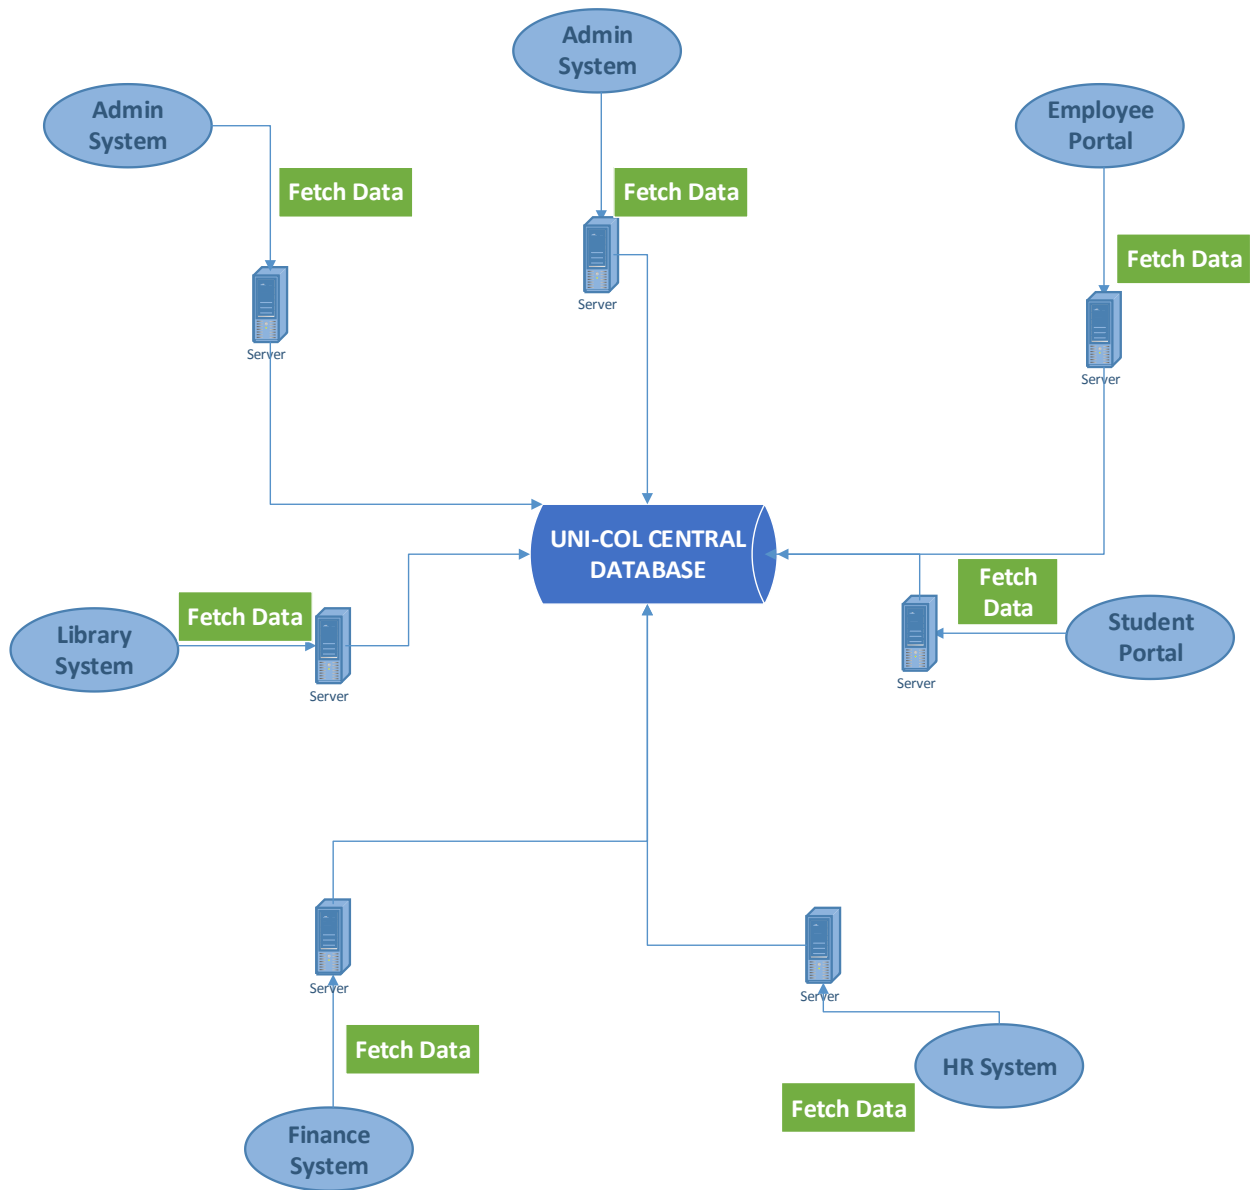 Admin
System
Admin
System
Employee
Portal
Fetch Data
Fetch Data
Fetch Data
Server
Server
Server
UNI-COL CENTRAL
DATABASE
Fetch
Data
Fetch Data
Library
System
Student
Portal
Server
Server
Server
Server
Fetch Data
HR System
Fetch Data
Finance
System